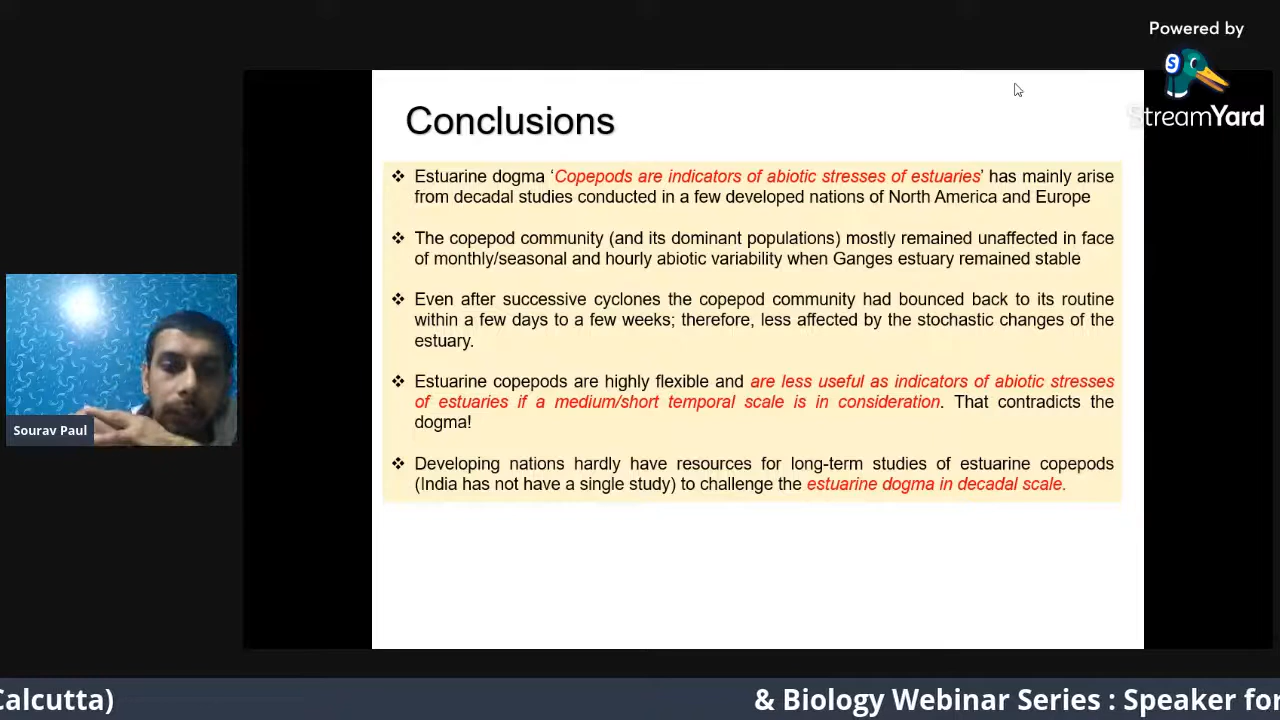 Powered by
StreamYard
Conclusions
❖ Estuarine dogma ‘Copepods are indicators of abiotic stresses of estuaries’ has mainly arise
from decadal studies conducted in a few developed nations of North America and Europe
❖ The copepod community (and its dominant populations) mostly remained unaffected in face
of monthly/seasonal and hourly abiotic variability when Ganges estuary remained stable
❖ Even after successive cyclones the copepod community had bounced back to its routine
within a few days to a few weeks; therefore, less affected by the stochastic changes of the
estuary.
❖ Estuarine copepods are highly flexible and are less useful as indicators of abiotic stresses
of estuaries if a medium/short temporal scale is in consideration. That contradicts the
dogma!
❖ Developing nations hardly have resources for long-term studies of estuarine copepods
(India has not have a single study) to challenge the estuarine dogma in decadal scale.
Sourav Paul
Calcutta) & Biology Webinar Series : Speaker for